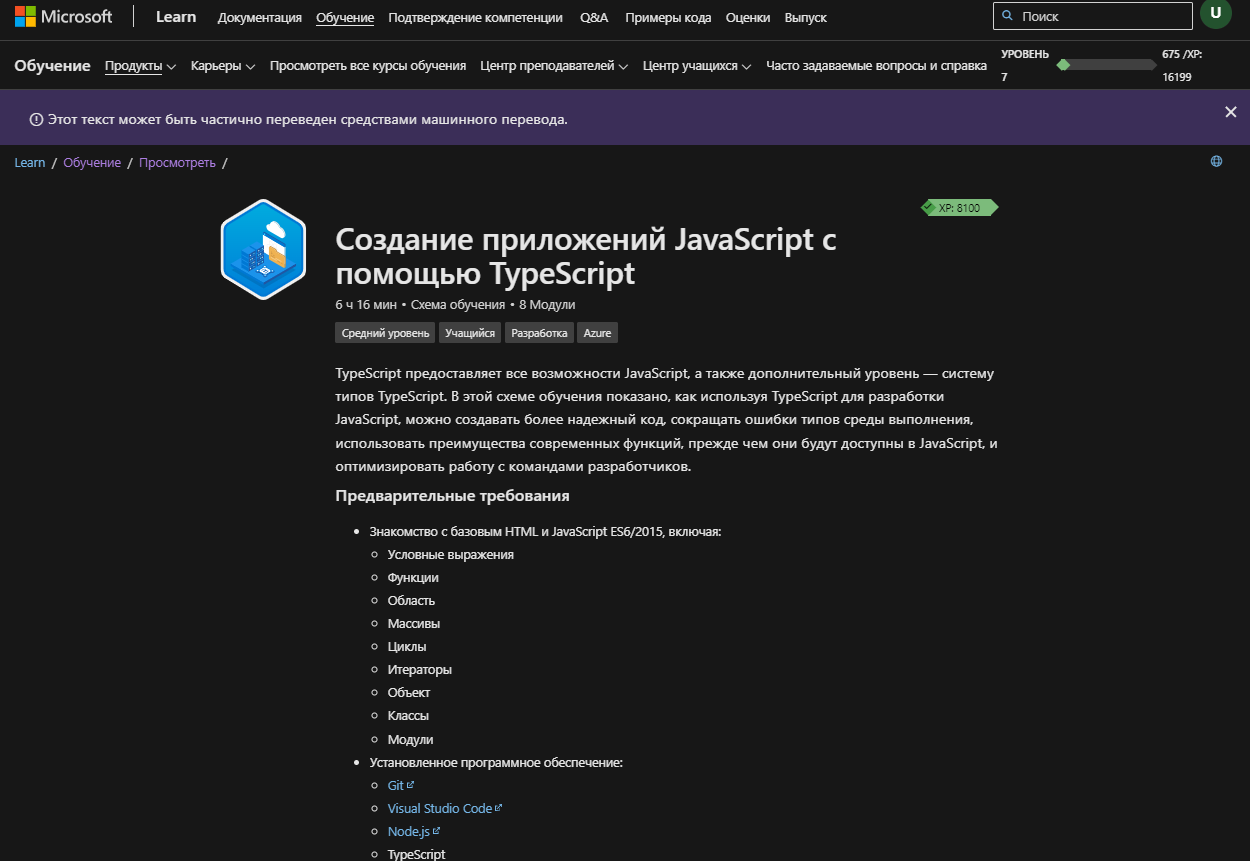 Microsoft
Learn
Документация
Обучение
Подтверждение компетенции
Q&A
Примеры кода
Оценки
Выпуск
Поиск
U
Обучение
Продукты
Карьеры
Просмотреть все курсы обучения
Центр преподавателей
Центр учащихся
Часто задаваемые вопросы и справка
УРОВЕНЬ
7
675 /XP:
16199
Этот текст может быть частично переведен средствами машинного перевода.
Learn / Обучение / Просмотреть /
XP: 8100
Создание приложений JavaScript с
помощью TypeScript
6 ч 16 мин • Схема обучения • 8 Модули
Средний уровень
Учащийся
Разработка
Azure
TypeScript предоставляет все возможности JavaScript, а также дополнительный уровень — систему
типов TypeScript. В этой схеме обучения показано, как используя TypeScript для разработки
JavaScript, можно создавать более надежный код, сокращать ошибки типов среды выполнения,
использовать преимущества современных функций, прежде чем они будут доступны в JavaScript, и
оптимизировать работу с командами разработчиков.
Предварительные требования
Знакомство с базовым HTML и JavaScript ES6/2015, включая:
Условные выражения
Функции
Область
Массивы
Циклы
Итераторы
Объект
Классы
Модули
Установленное программное обеспечение:
Git
Visual Studio Code
Node.js
TypeScript